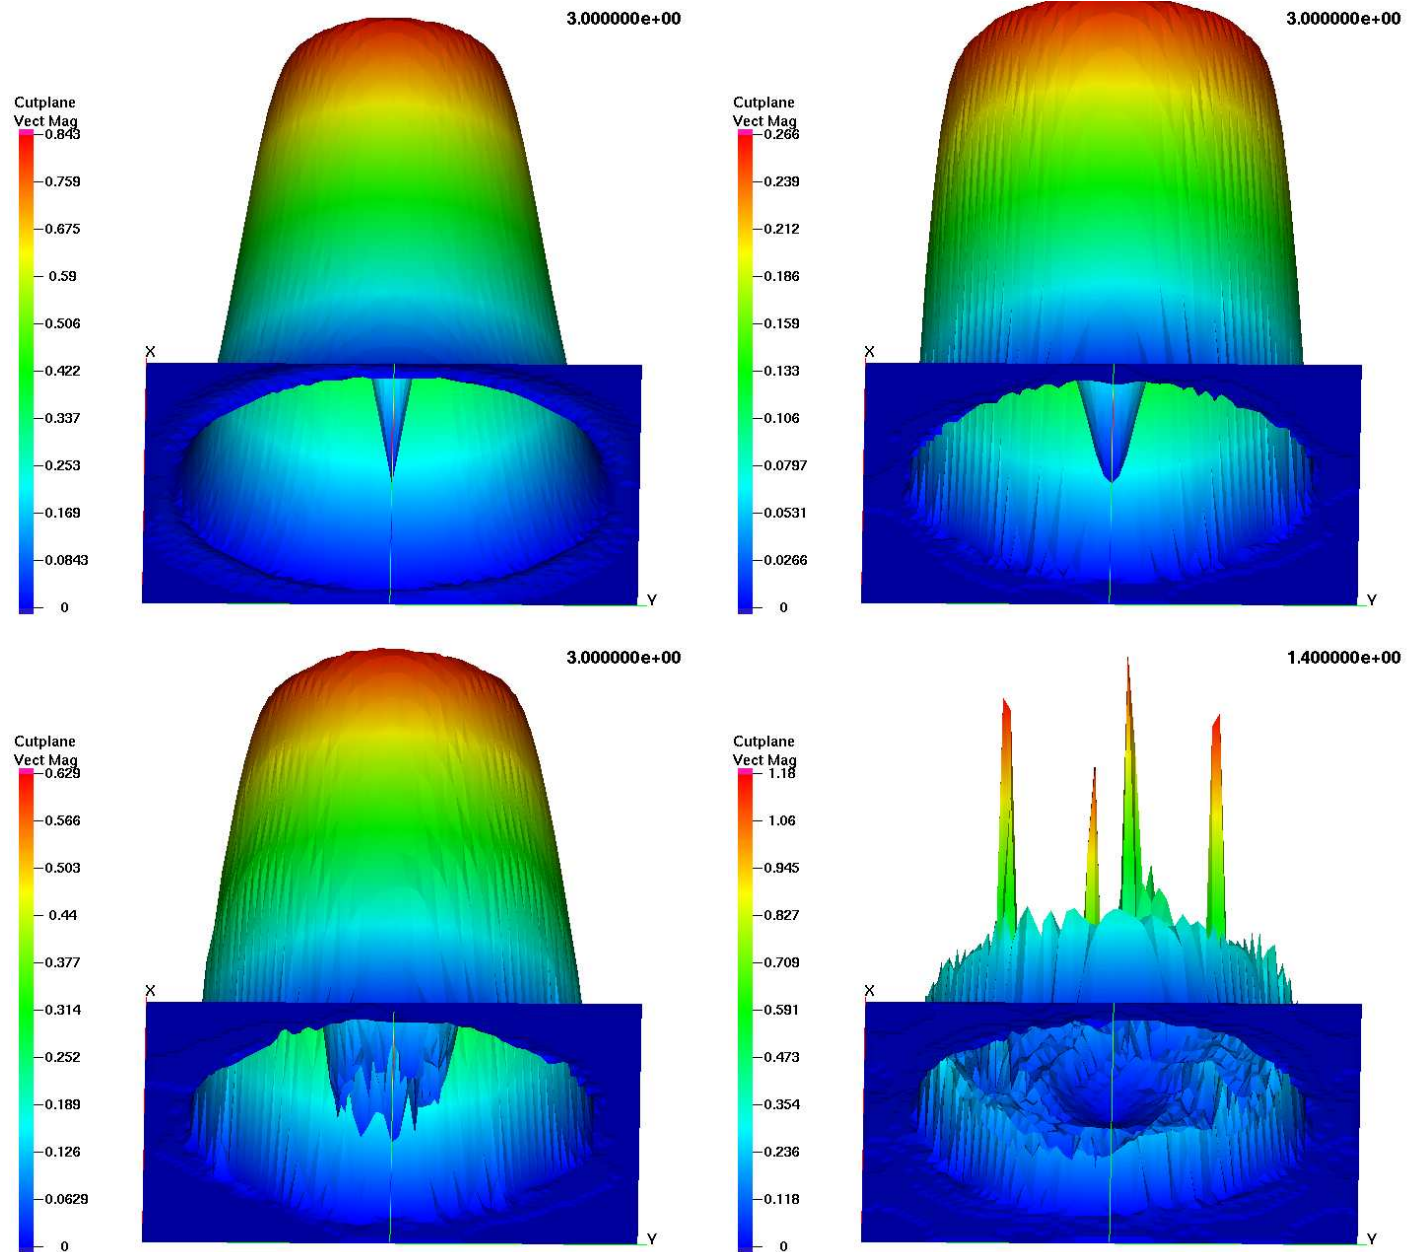 3.000000e+00
Cutplane
Vect Mag
0.843
0.759
0.675
0.59
0.506
0.422
0.337
0.253
0.169
0.0843
0
X
Y
3.000000e+00
Cutplane
Vect Mag
0.266
0.239
0.212
0.186
0.159
0.133
0.106
0.0797
0.0531
0.0266
0
X
Y
3.000000e+00
Cutplane
Vect Mag
0.629
0.566
0.503
0.44
0.377
0.314
0.252
0.189
0.126
0.0629
0
X
Y
1.400000e+00
Cutplane
Vect Mag
1.18
1.06
0.945
0.827
0.709
0.591
0.473
0.354
0.236
0.118
0
X
Y